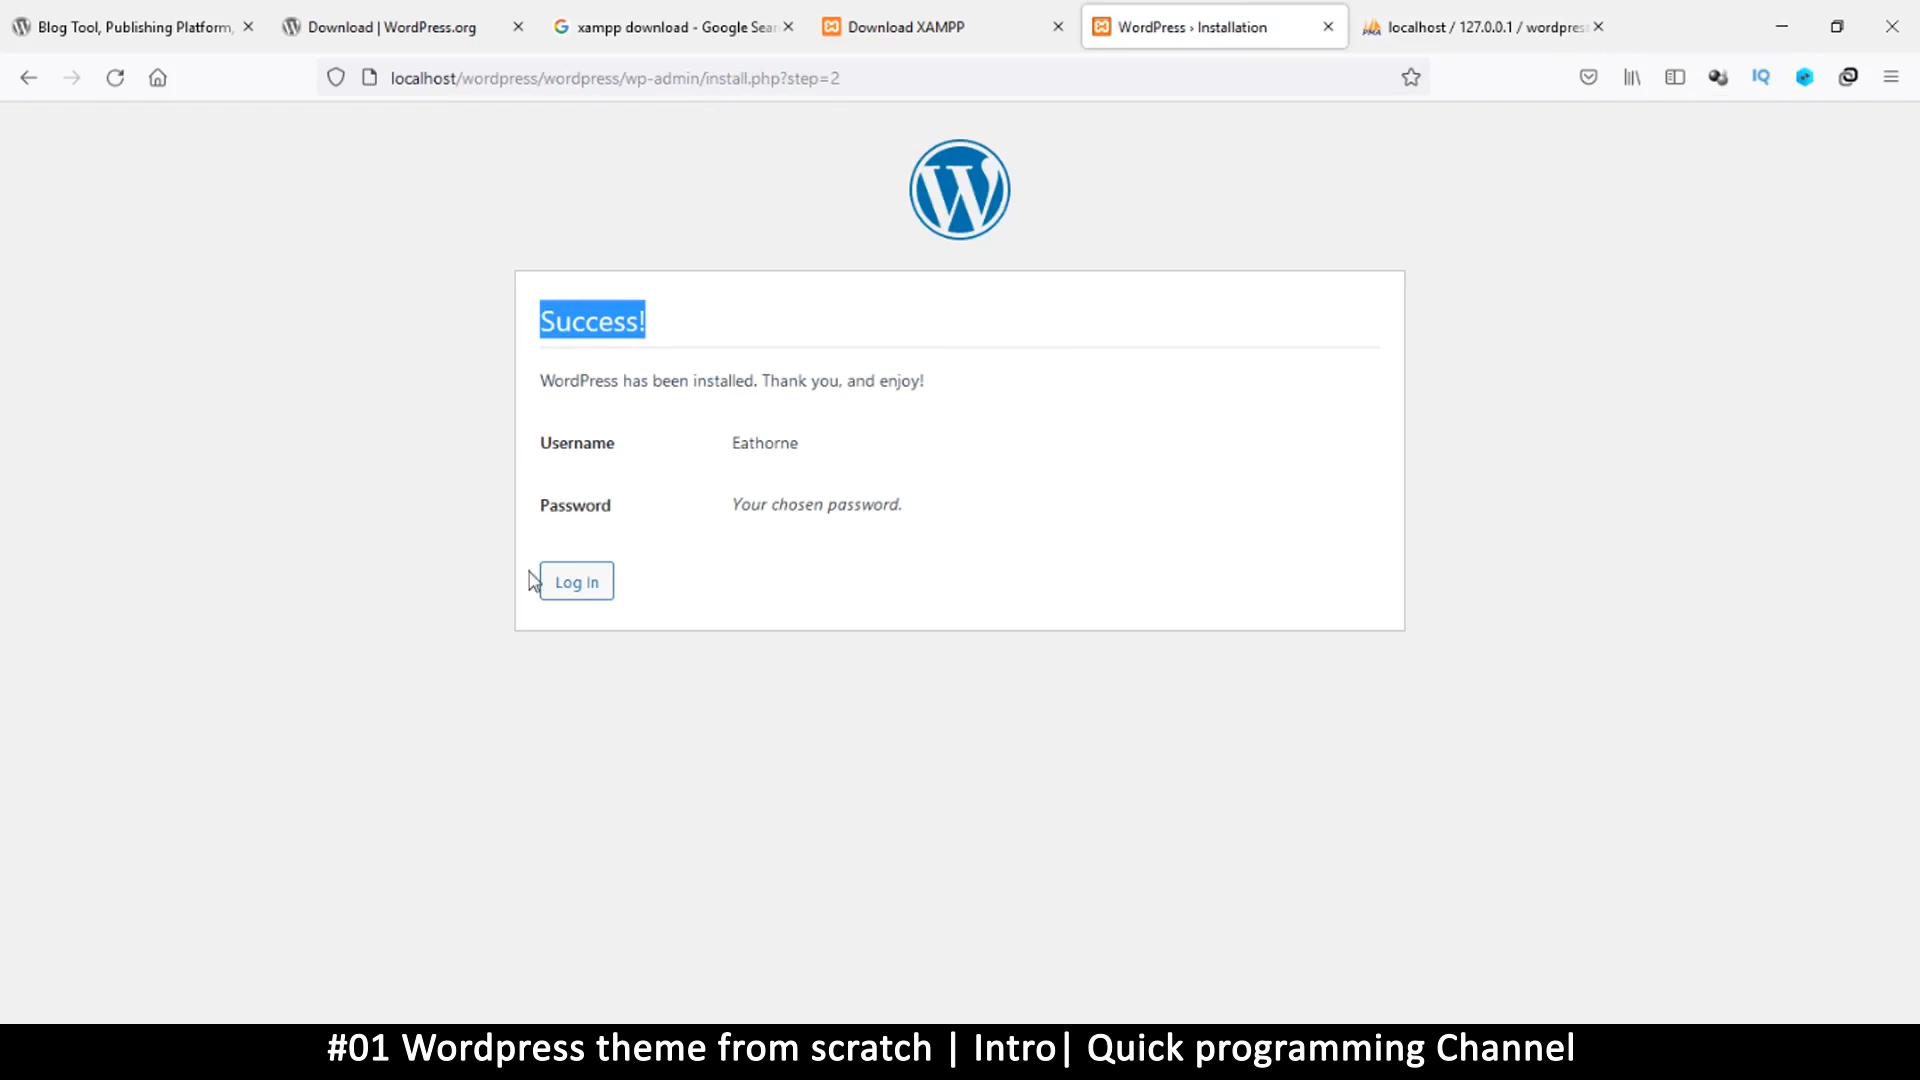 Blog Tool, Publishing Platform,
Download | WordPress.org
xampp download - Google Sear
Download XAMPP
WordPress › Installation
localhost / 127.0.0.1 / wordpres
localhost/wordpress/wordpress/wp-admin/install.php?step=2
IQ
Success!
WordPress has been installed. Thank you, and enjoy!
Username Eathorne
Password Your chosen password.
Log In
#01 Wordpress theme from scratch | Intro| Quick programming Channel